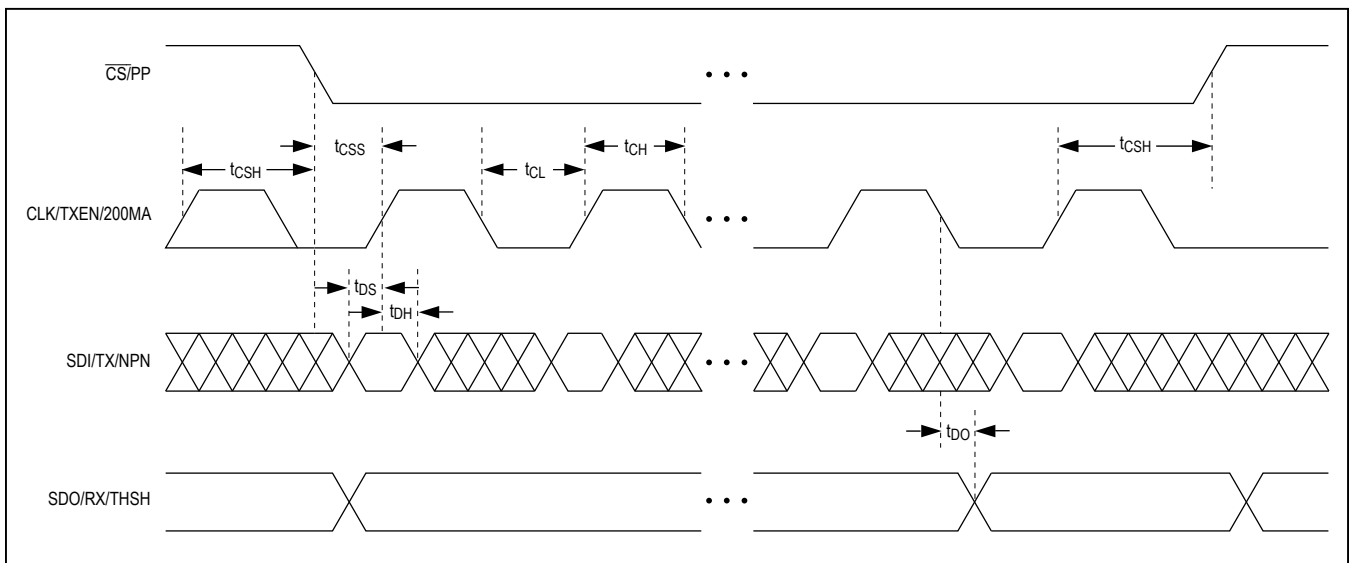 CS/PP
tCSS
tCH
tCSH
tCL
tCSH
CLK/TXEN/200MA
tDS
tDH
SDI/TX/NPN
tDO
SDO/RX/THSH